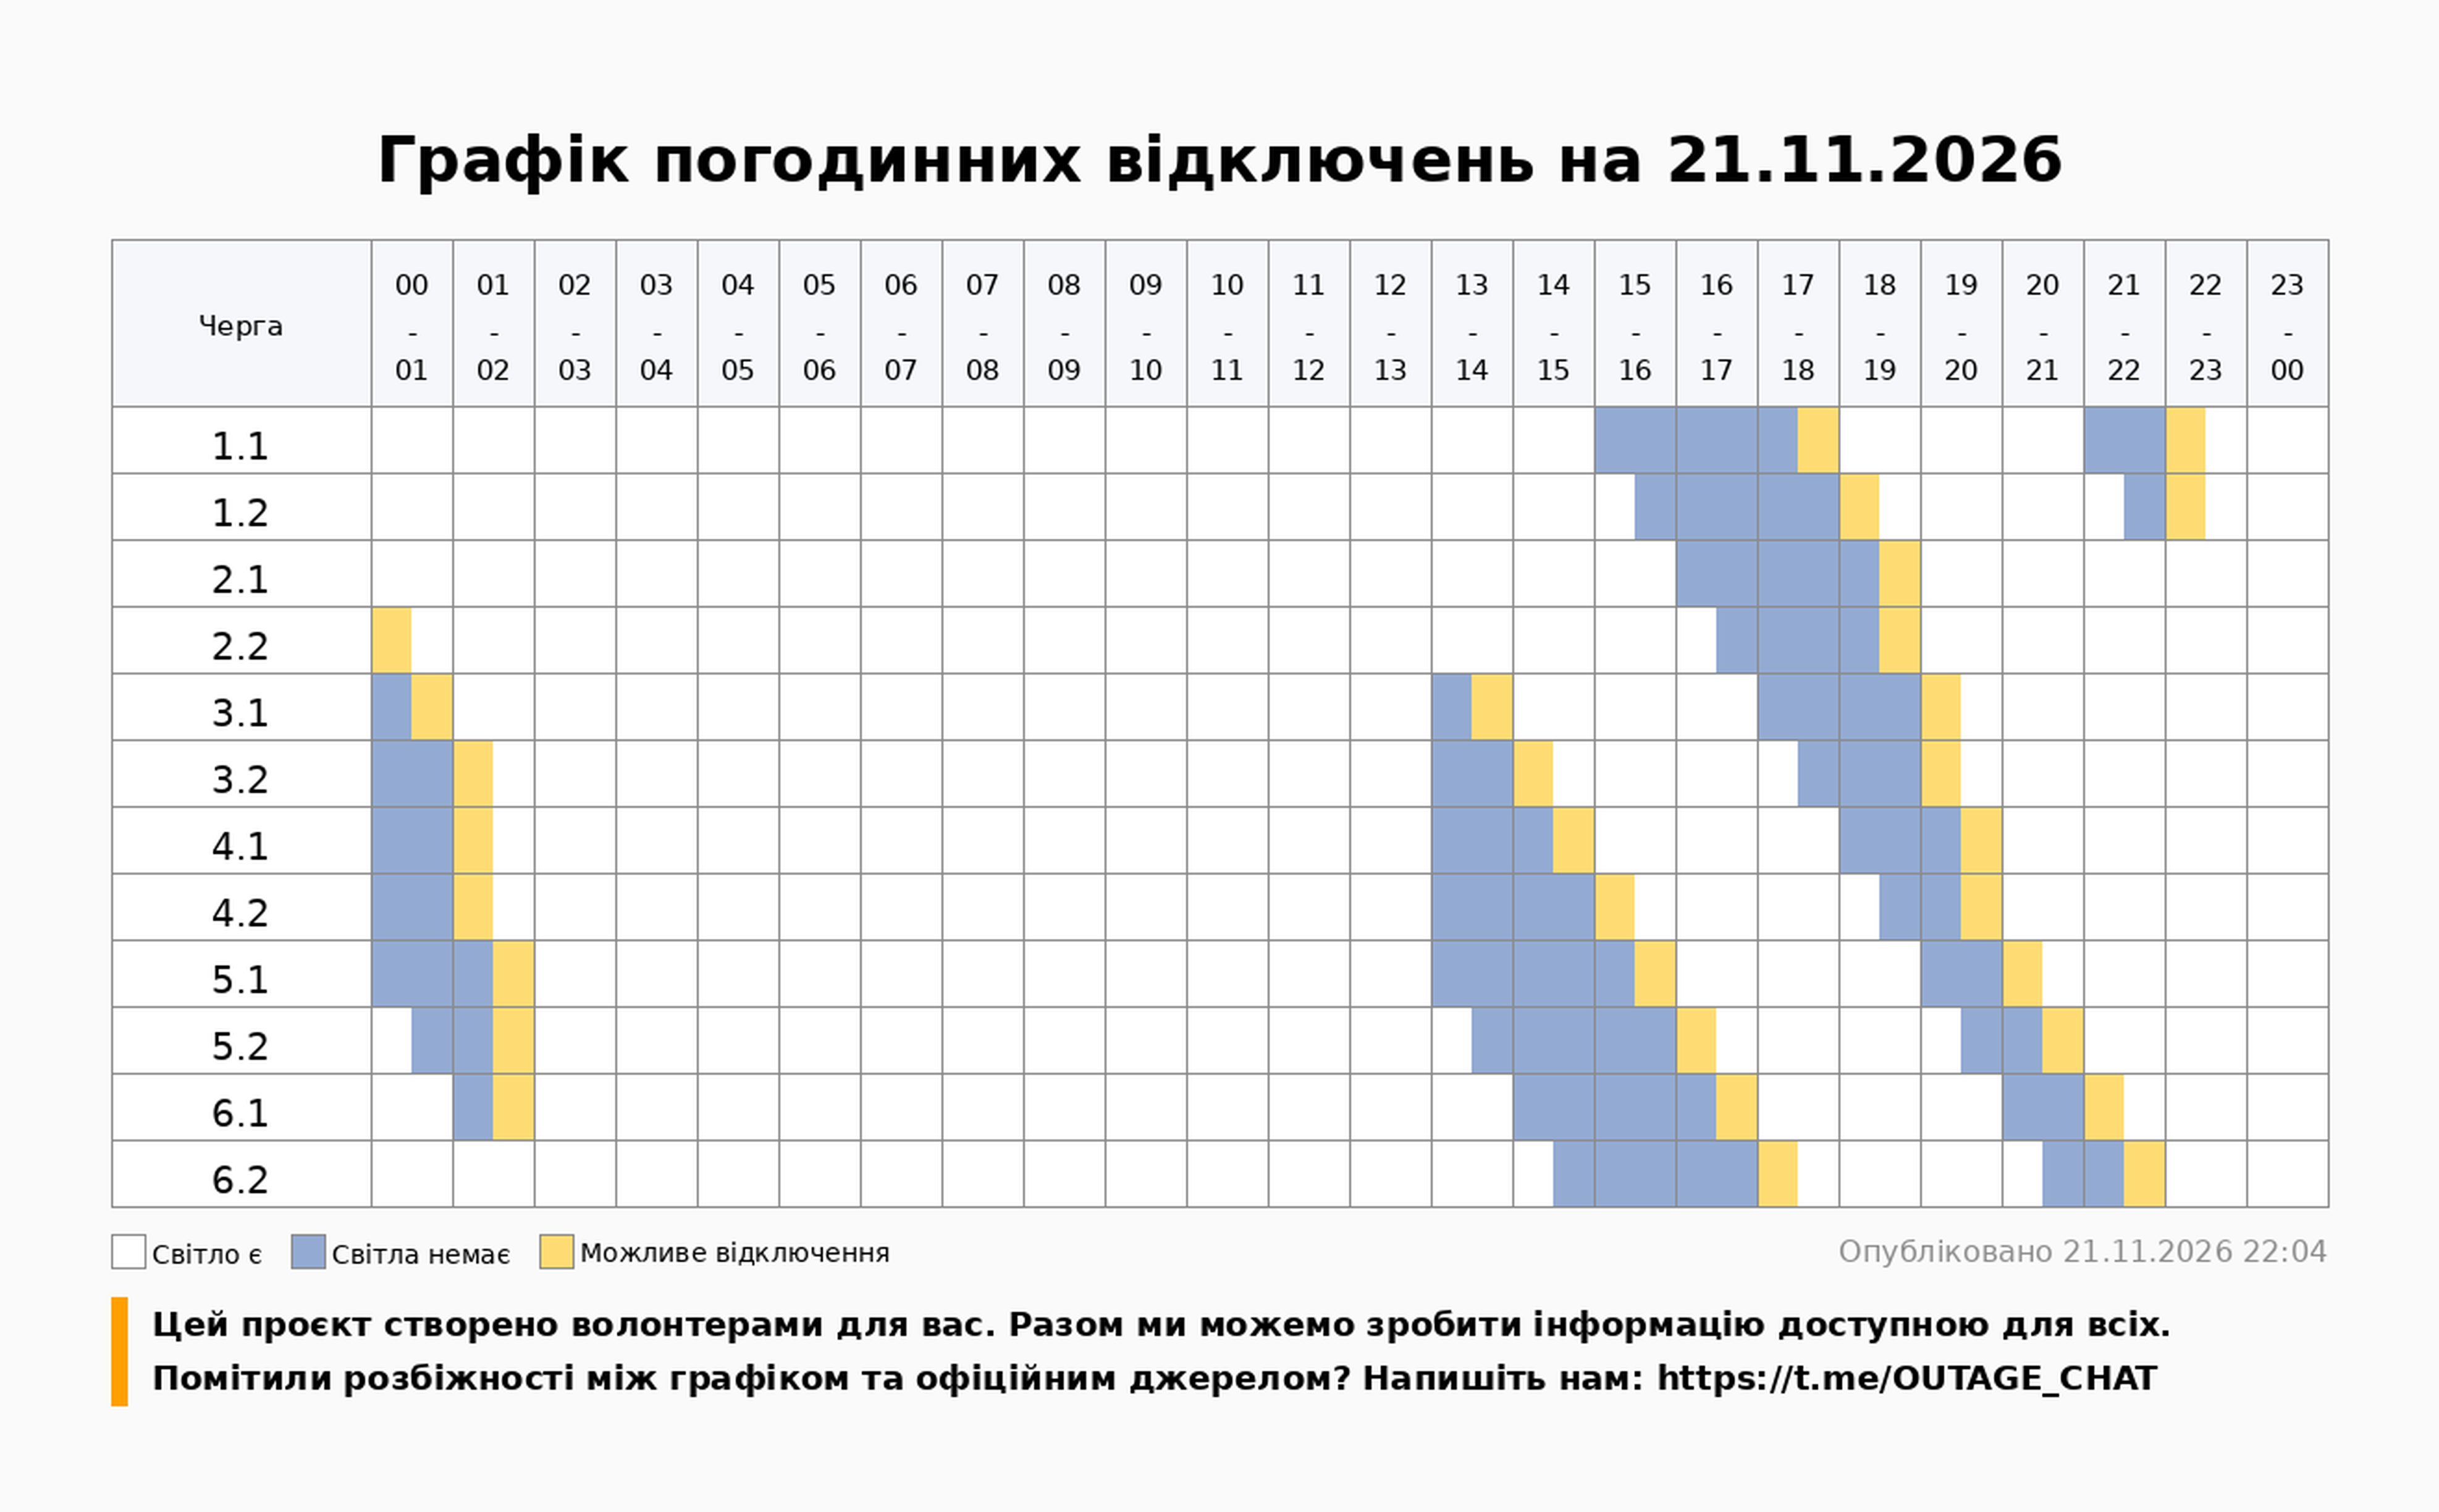 Графік погодинних відключень на 21.11.2026
Черга 00 - 01 01 - 02 02 - 03 03 - 04 04 - 05 05 - 06 06 - 07 07 - 08 08 - 09 09 - 10 10 - 11 11 - 12 12 - 13 13 - 14 14 - 15 15 - 16 16 - 17 17 - 18 18 - 19 19 - 20 20 - 21 21 - 22 22 - 23 23 - 00
1.1
1.2
2.1
2.2
3.1
3.2
4.1
4.2
5.1
5.2
6.1
6.2
Світло є Світла немає Можливе відключення Опубліковано 21.11.2026 22:04
Цей проєкт створено волонтерами для вас. Разом ми можемо зробити інформацію доступною для всіх.
Помітили розбіжності між графіком та офіційним джерелом? Напишіть нам: https://t.me/OUTAGE_CHAT